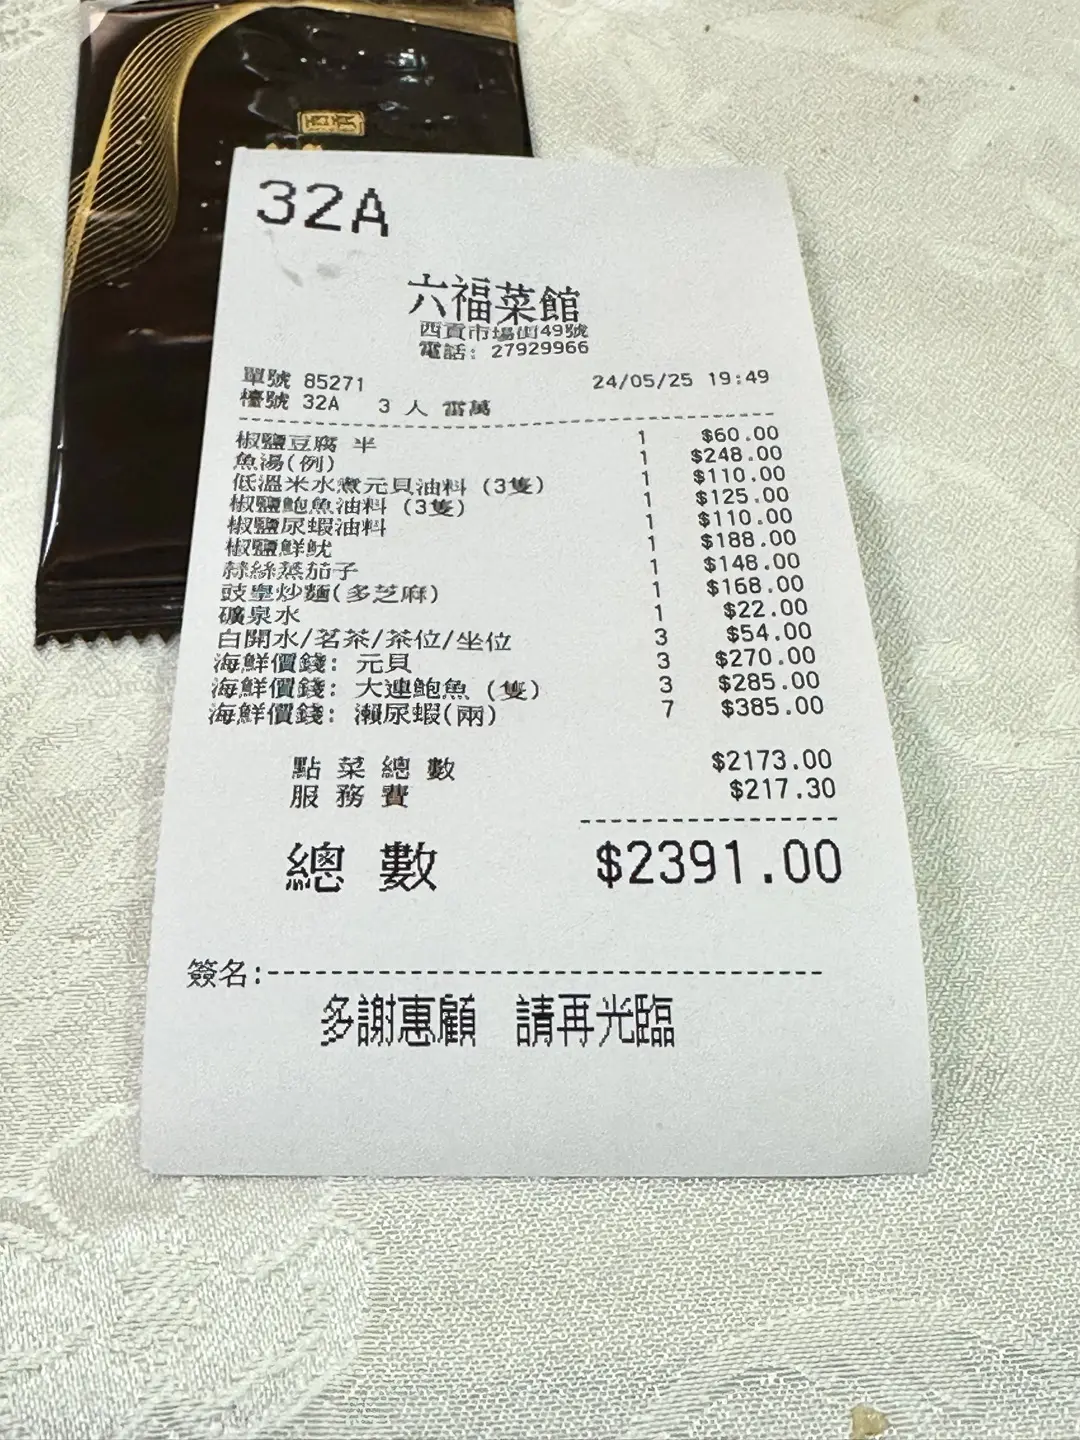 西貢
32A
六福菜館
西貢市場街49號
電話: 27929966
單號 85271 24/05/25 19:49
檯號 32A 3 人 雷萬
椒鹽豆腐 半 1 $60.00
魚湯(例) 1 $248.00
低溫米水煮元貝油料 (3隻) 1 $110.00
椒鹽鮑魚油料 (3隻) 1 $125.00
椒鹽尿蝦油料 1 $110.00
椒鹽鮮魷 1 $188.00
蒜絲蒸茄子 1 $148.00
豉皇炒麵(多芝麻) 1 $168.00
礦泉水 1 $22.00
白開水/茗茶/茶位/坐位 3 $54.00
海鮮價錢: 元貝 3 $270.00
海鮮價錢: 大連鮑魚 (隻) 3 $285.00
海鮮價錢: 瀨尿蝦(兩) 7 $385.00
點菜總數 $2173.00
服務費 $217.30
總數 $2391.00
簽名:
多謝惠顧 請再光臨